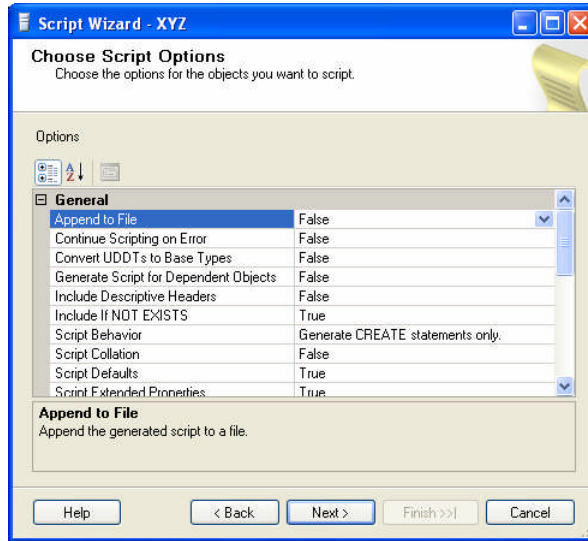 Script Wizard - XYZ
Choose Script Options
Choose the options for the objects you want to script.
Options
General
Append to File False
Continue Scripting on Error False
Convert UDDTs to Base Types False
Generate Script for Dependent Objects False
Include Descriptive Headers False
Include If NOT EXISTS True
Script Behavior Generate CREATE statements only.
Script Collation False
Script Defaults True
Script Extended Properties True
Append to File
Append the generated script to a file.
Help < Back Next > Finish >>| Cancel